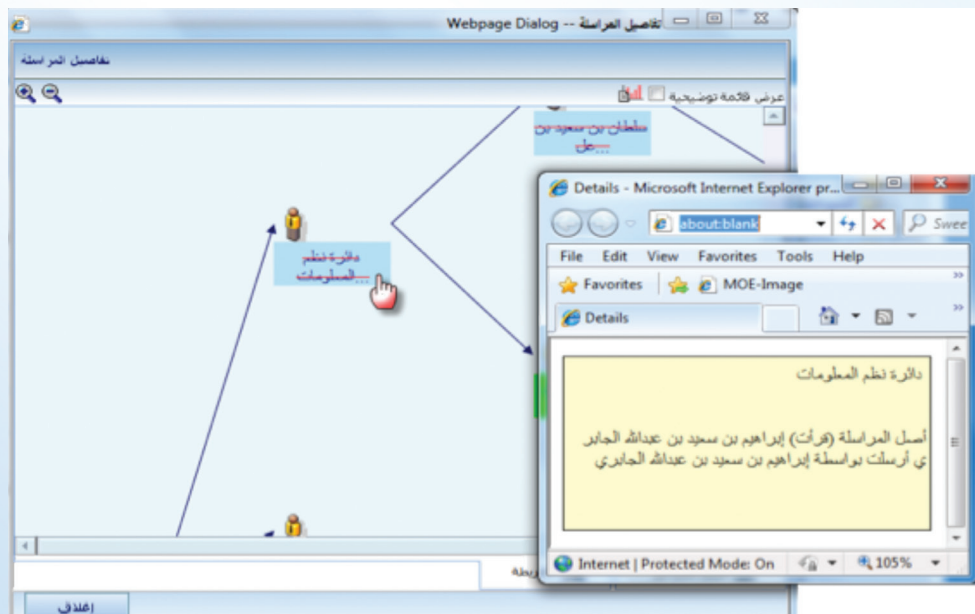 تفاصيل المراسلة -- Webpage Dialog
تفاصيل المراسلة
عرض قائمة توضيحية
سلطان بن سعيد بن
عل...
دائرة نظم
المعلومات...
إغلاق
Details - Microsoft Internet Explorer pr...
about:blank
Swee
File Edit View Favorites Tools Help
Favorites MOE-Image
Details
دائرة نظم المعلومات
أصل المراسلة (قرأت) إبراهيم بن سعيد بن عبدالله الجابر
ي أرسلت بواسطة إبراهيم بن سعيد بن عبدالله الجابري
Internet | Protected Mode: On 105%